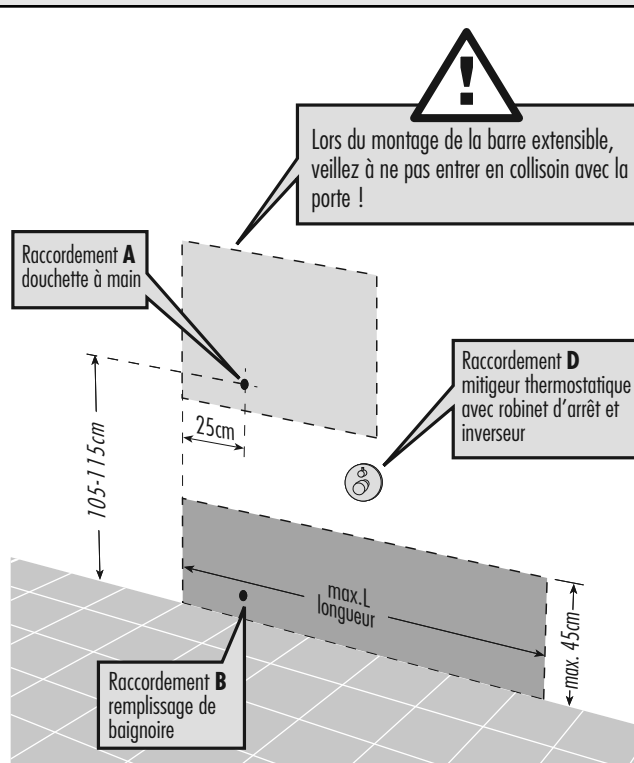 !
Lors du montage de la barre extensible,
veillez à ne pas entrer en collisoin avec la
porte !
Raccordement A
douchette à main
Raccordement D
mitigeur thermostatique
avec robinet d'arrêt et
inverseur
25cm
105-115cm
max.L
longueur
max. 45cm
Raccordement B
remplissage de
baignoire